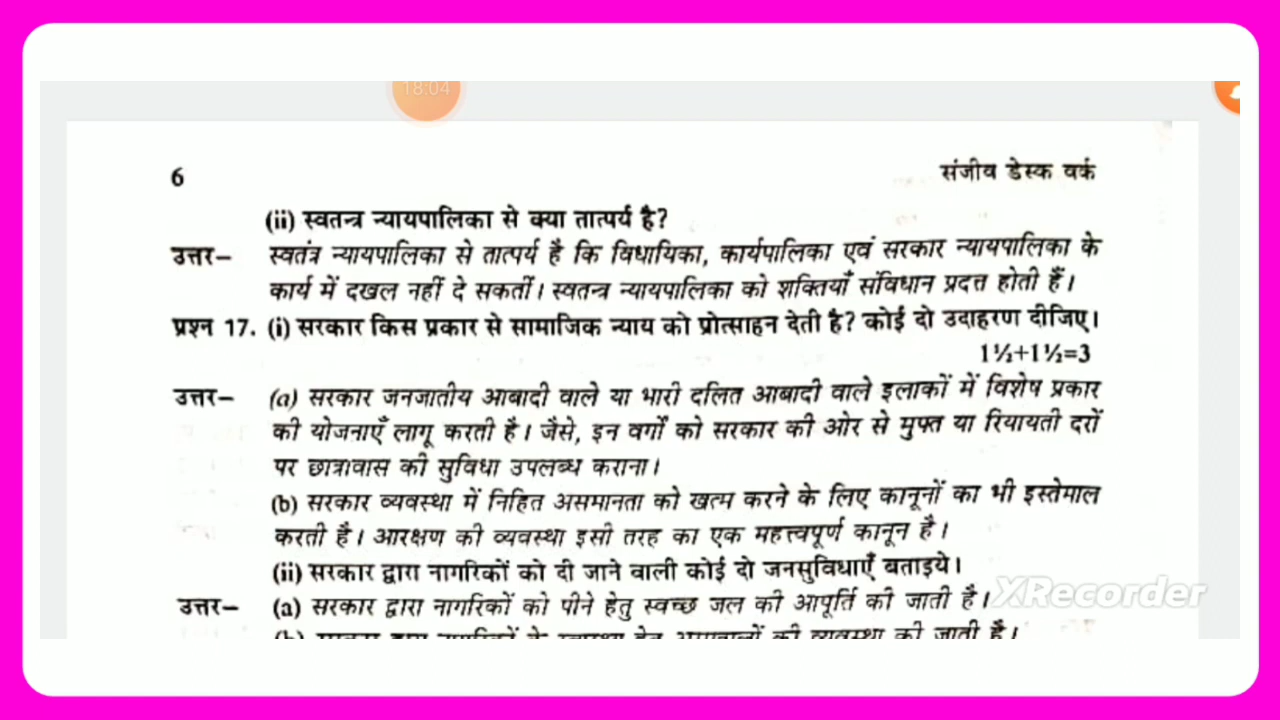 18:04
6
संजीव डेस्क वर्क
(ii) स्वतन्त्र न्यायपालिका से क्या तात्पर्य है?
उत्तर– स्वतंत्र न्यायपालिका से तात्पर्य है कि विधायिका, कार्यपालिका एवं सरकार न्यायपालिका के
कार्य में दखल नहीं दे सकतीं। स्वतन्त्र न्यायपालिका को शक्तियाँ संविधान प्रदत्त होती हैं।
प्रश्न 17. (i) सरकार किस प्रकार से सामाजिक न्याय को प्रोत्साहन देती है? कोई दो उदाहरण दीजिए।
1½+1½=3
उत्तर– (a) सरकार जनजातीय आबादी वाले या भारी दलित आबादी वाले इलाकों में विशेष प्रकार
की योजनाएँ लागू करती है। जैसे, इन वर्गों को सरकार की ओर से मुफ्त या रियायती दरों
पर छात्रावास की सुविधा उपलब्ध कराना।
(b) सरकार व्यवस्था में निहित असमानता को खत्म करने के लिए कानूनों का भी इस्तेमाल
करती है। आरक्षण की व्यवस्था इसी तरह का एक महत्त्वपूर्ण कानून है।
(ii) सरकार द्वारा नागरिकों को दी जाने वाली कोई दो जनसुविधाएँ बताइये।
उत्तर– (a) सरकार द्वारा नागरिकों को पीने हेतु स्वच्छ जल की आपूर्ति की जाती है।
XRecorder
नागरिकों के हेतु अस्पतालों की व्यवस्था की जाती है।